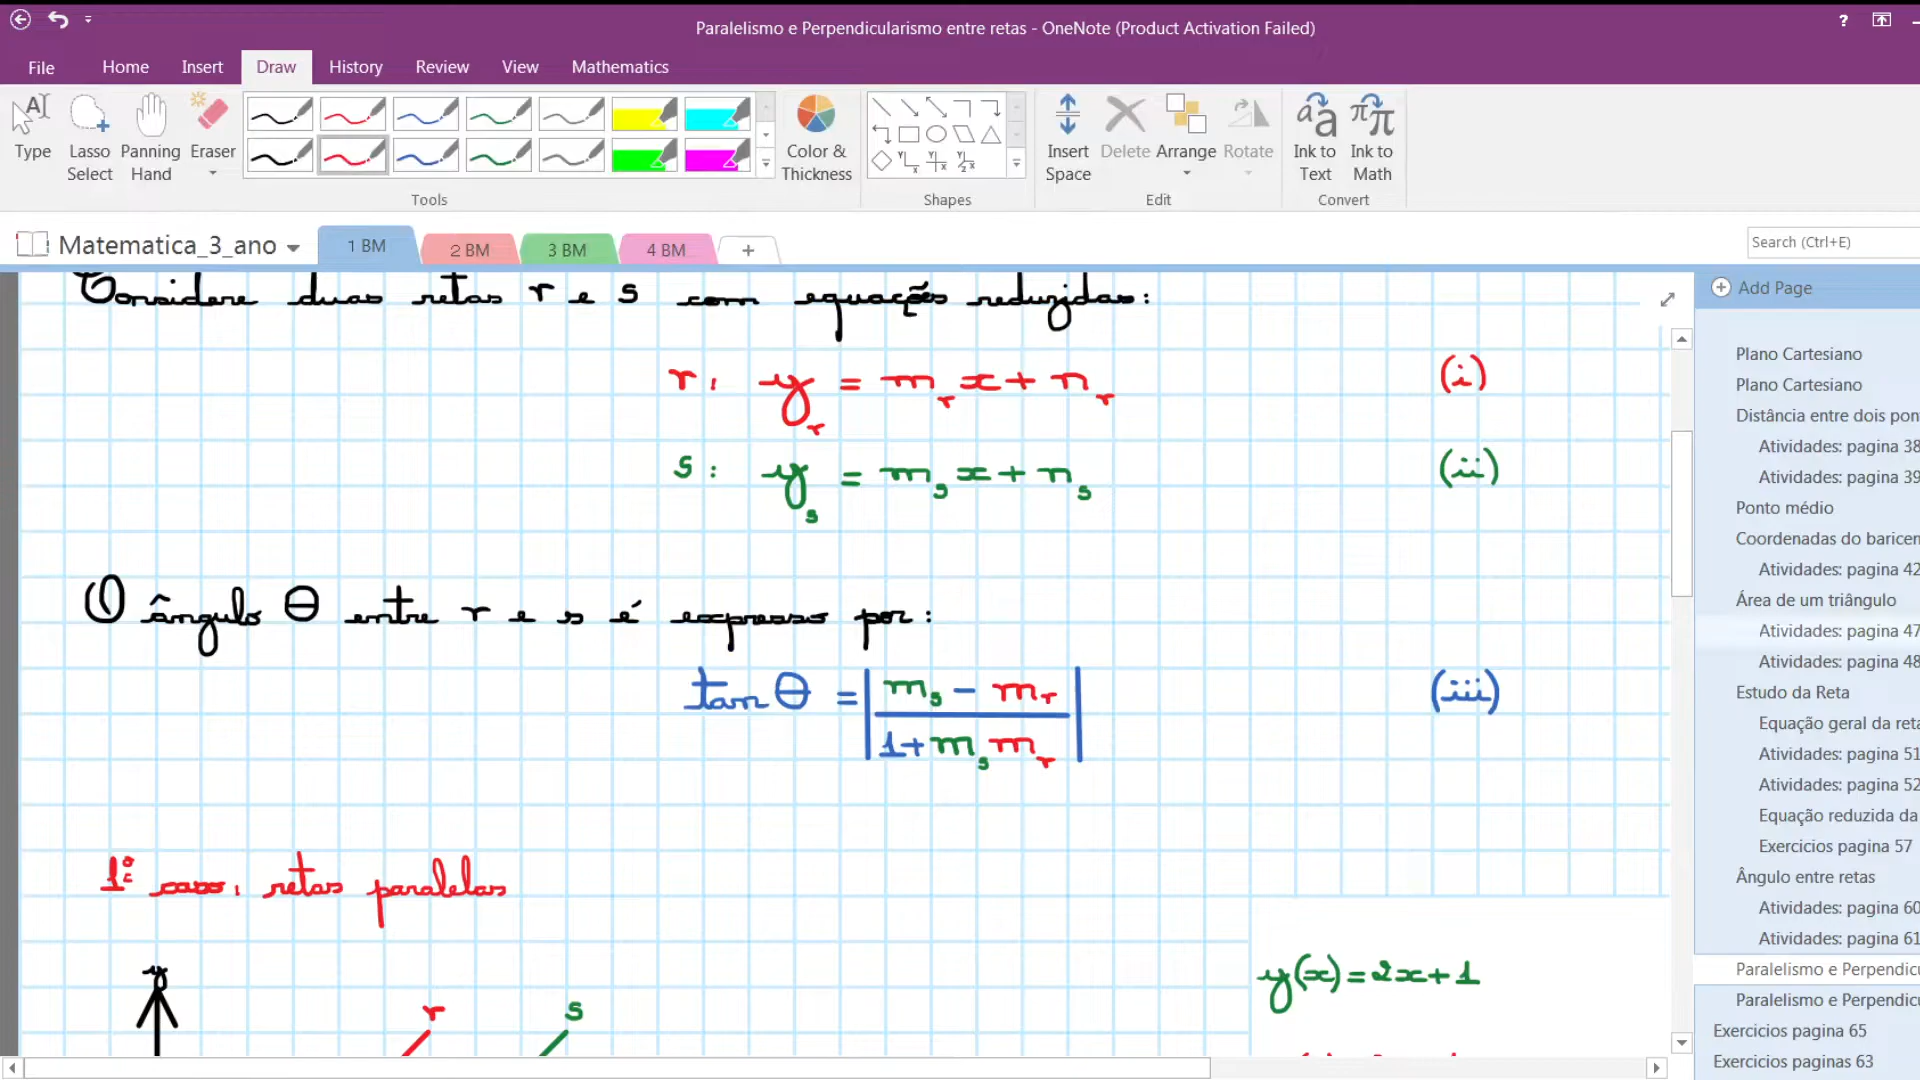 Paralelismo e Perpendicularismo entre retas - OneNote (Product Activation Failed)
?
File Home Insert Draw History Review View Mathematics
Type
Lasso Select
Panning Hand
Eraser
Color & Thickness
Insert Space
Delete
Arrange
Rotate
Ink to Text
Ink to Math
Tools
Shapes
Edit
Convert
Matematica_3_ano
1 BM
2 BM
3 BM
4 BM
+
Search (Ctrl+E)
Considere duas retas r e s com equações reduzidas:
r: y_r = m_r x + n_r (i)
s: y_s = m_s x + n_s (ii)
O ângulo θ entre r e s é expresso por:
tan θ = | (m_s - m_r) / (1 + m_s m_r) | (iii)
1º caso: retas paralelas
y
r
s
y(x) = 2x + 1
Add Page
Plano Cartesiano
Plano Cartesiano
Distância entre dois pon
Atividades: pagina 38
Atividades: pagina 39
Ponto médio
Coordenadas do baricen
Atividades: pagina 42
Área de um triângulo
Atividades: pagina 47
Atividades: pagina 48
Estudo da Reta
Equação geral da reta
Atividades: pagina 51
Atividades: pagina 52
Equação reduzida da
Exercicios pagina 57
Ângulo entre retas
Atividades: pagina 60
Atividades: pagina 61
Paralelismo e Perpendicu
Paralelismo e Perpendicu
Exercicios pagina 65
Exercicios paginas 63